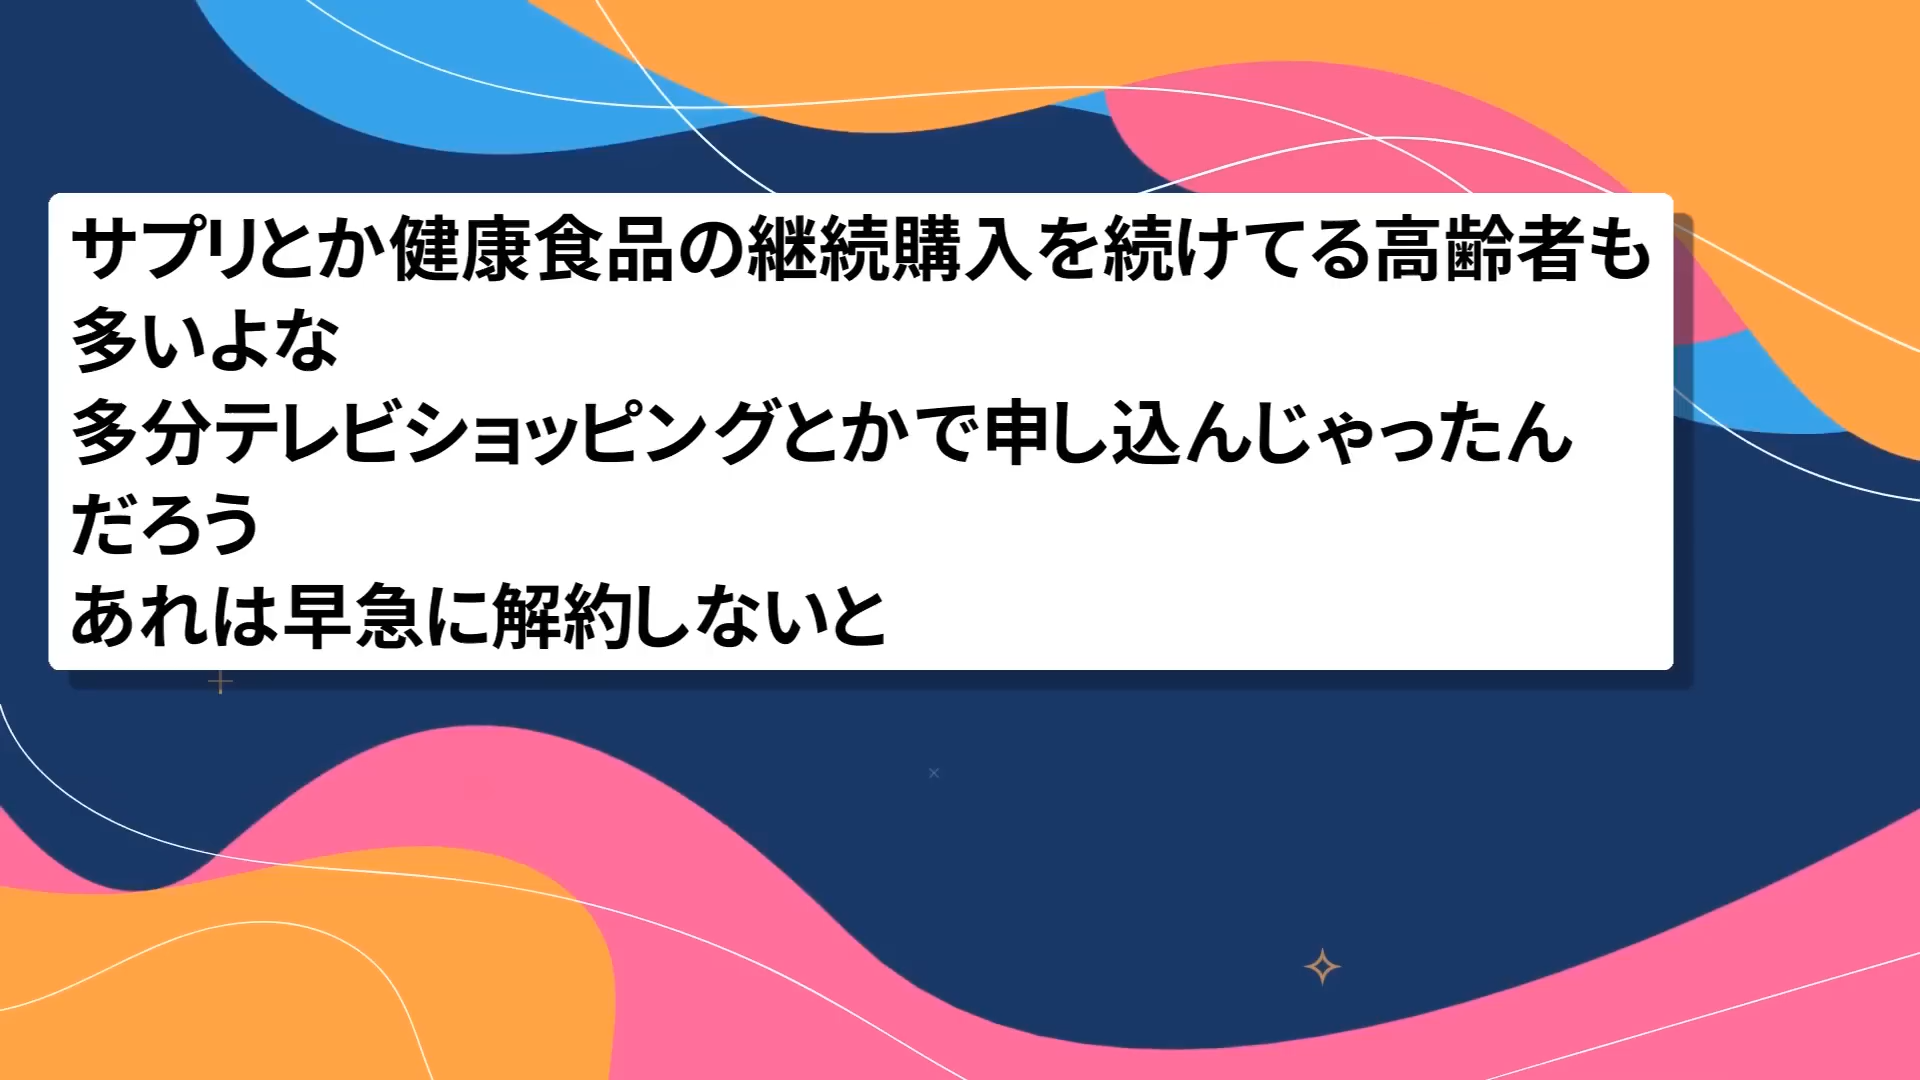 サプリとか健康食品の継続購入を続けてる高齢者も
多いよな
多分テレビショッピングとかで申し込んじゃったん
だろう
あれは早急に解約しないと